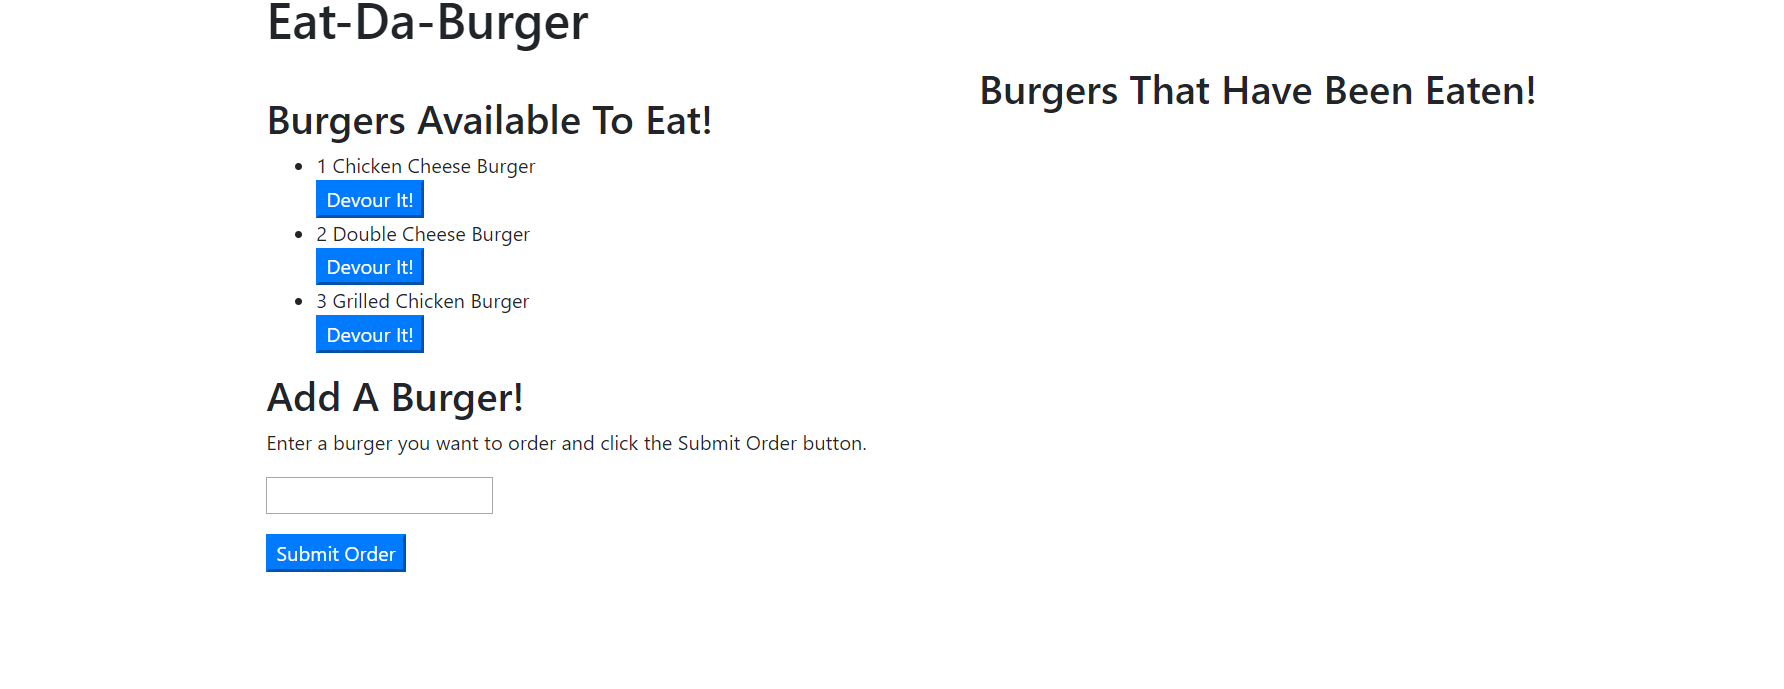 Eat-Da-Burger
Burgers Available To Eat!
1 Chicken Cheese Burger
Devour It!
2 Double Cheese Burger
Devour It!
3 Grilled Chicken Burger
Devour It!
Add A Burger!
Enter a burger you want to order and click the Submit Order button.
Submit Order
Burgers That Have Been Eaten!